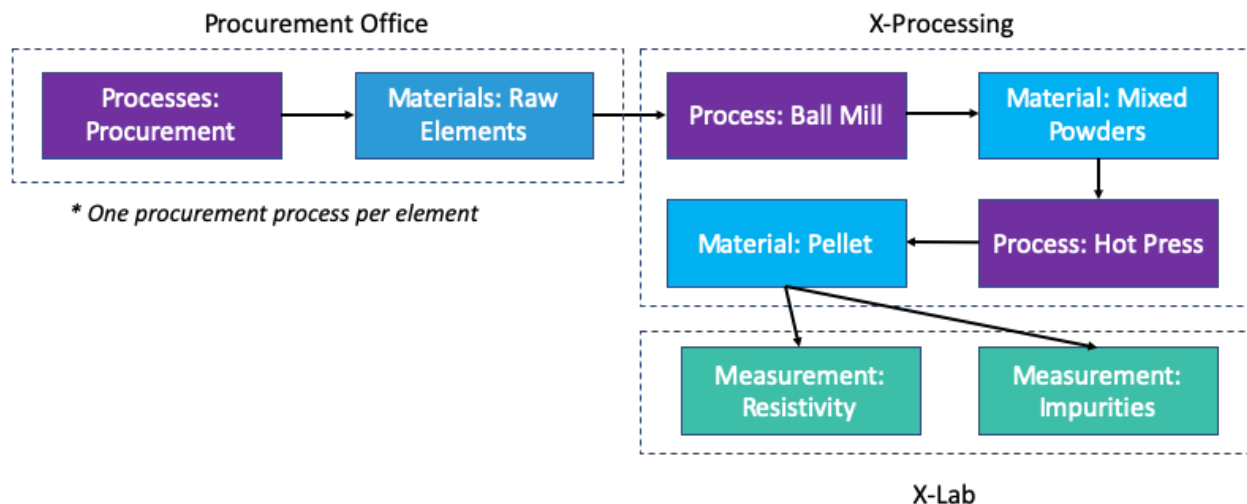 Procurement Office
X-Processing
Processes:
Procurement
Materials: Raw
Elements
Process: Ball Mill
Material: Mixed
Powders
* One procurement process per element
Material: Pellet
Process: Hot Press
Measurement:
Resistivity
Measurement:
Impurities
X-Lab